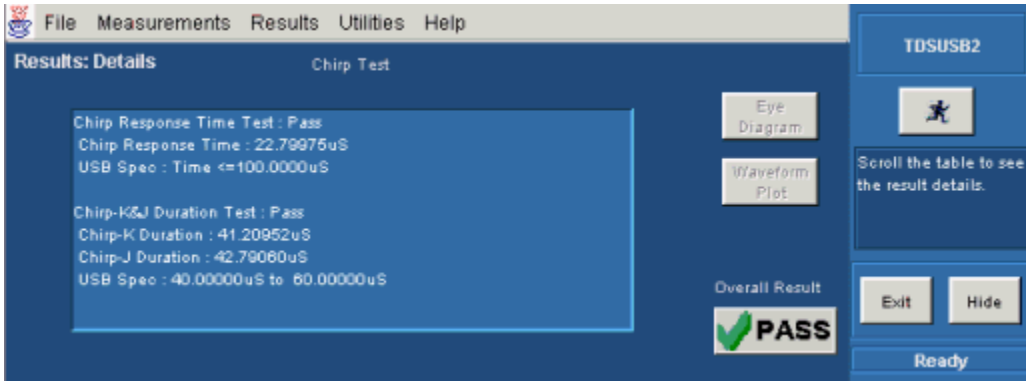 File Measurements Results Utilities Help
TDSUSB2
Results: Details Chirp Test
Chirp Response Time Test : Pass
Chirp Response Time : 22.79975uS
USB Spec : Time <=100.0000uS
Chirp-K&J Duration Test : Pass
Chirp-K Duration : 41.20952uS
Chirp-J Duration : 42.79060uS
USB Spec : 40.00000uS to 60.00000uS
Eye
Diagram
Waveform
Plot
Overall Result
PASS
Scroll the table to see
the result details.
Exit Hide
Ready